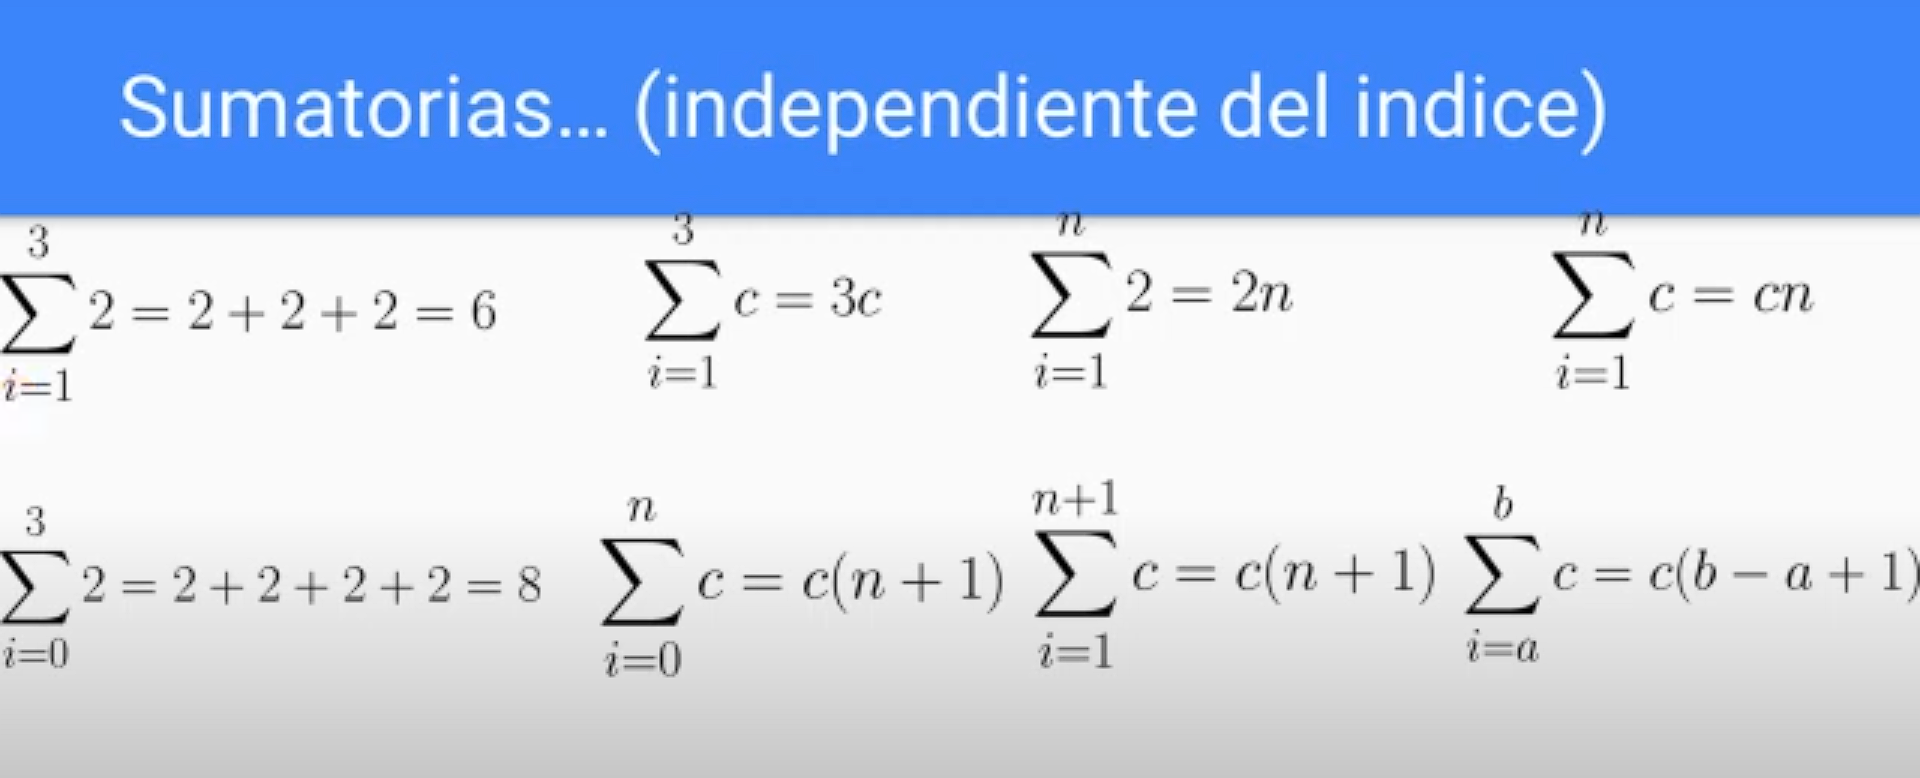 Sumatorias... (independiente del indice)
\sum_{i=1}^{3} 2 = 2 + 2 + 2 = 6
\sum_{i=1}^{3} c = 3c
\sum_{i=1}^{n} 2 = 2n
\sum_{i=1}^{n} c = cn
\sum_{i=0}^{3} 2 = 2 + 2 + 2 + 2 = 8
\sum_{i=0}^{n} c = c(n + 1)
\sum_{i=1}^{n+1} c = c(n + 1)
\sum_{i=a}^{b} c = c(b - a + 1)